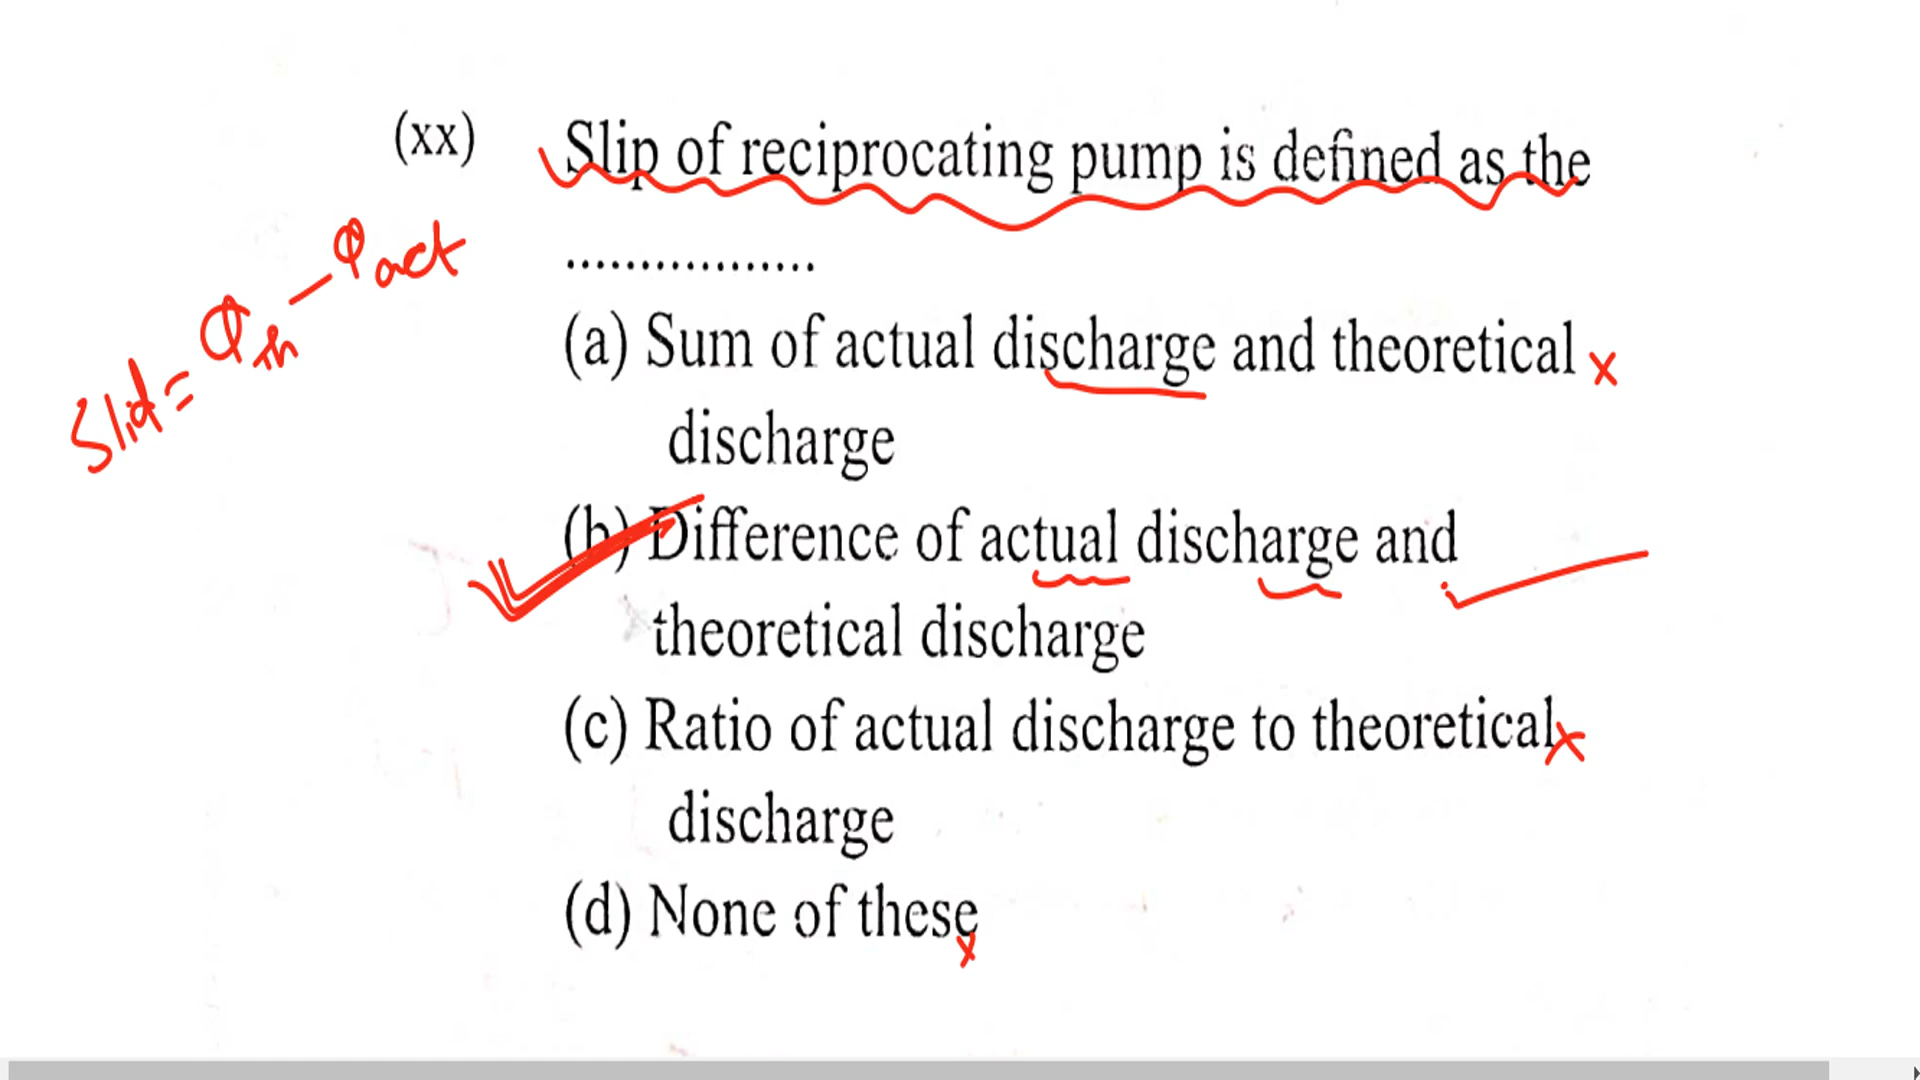 (xx) Slip of reciprocating pump is defined as the
.................
Slip = Qth - Qact
(a) Sum of actual discharge and theoretical
discharge
(b) Difference of actual discharge and
theoretical discharge
(c) Ratio of actual discharge to theoretical
discharge
(d) None of these